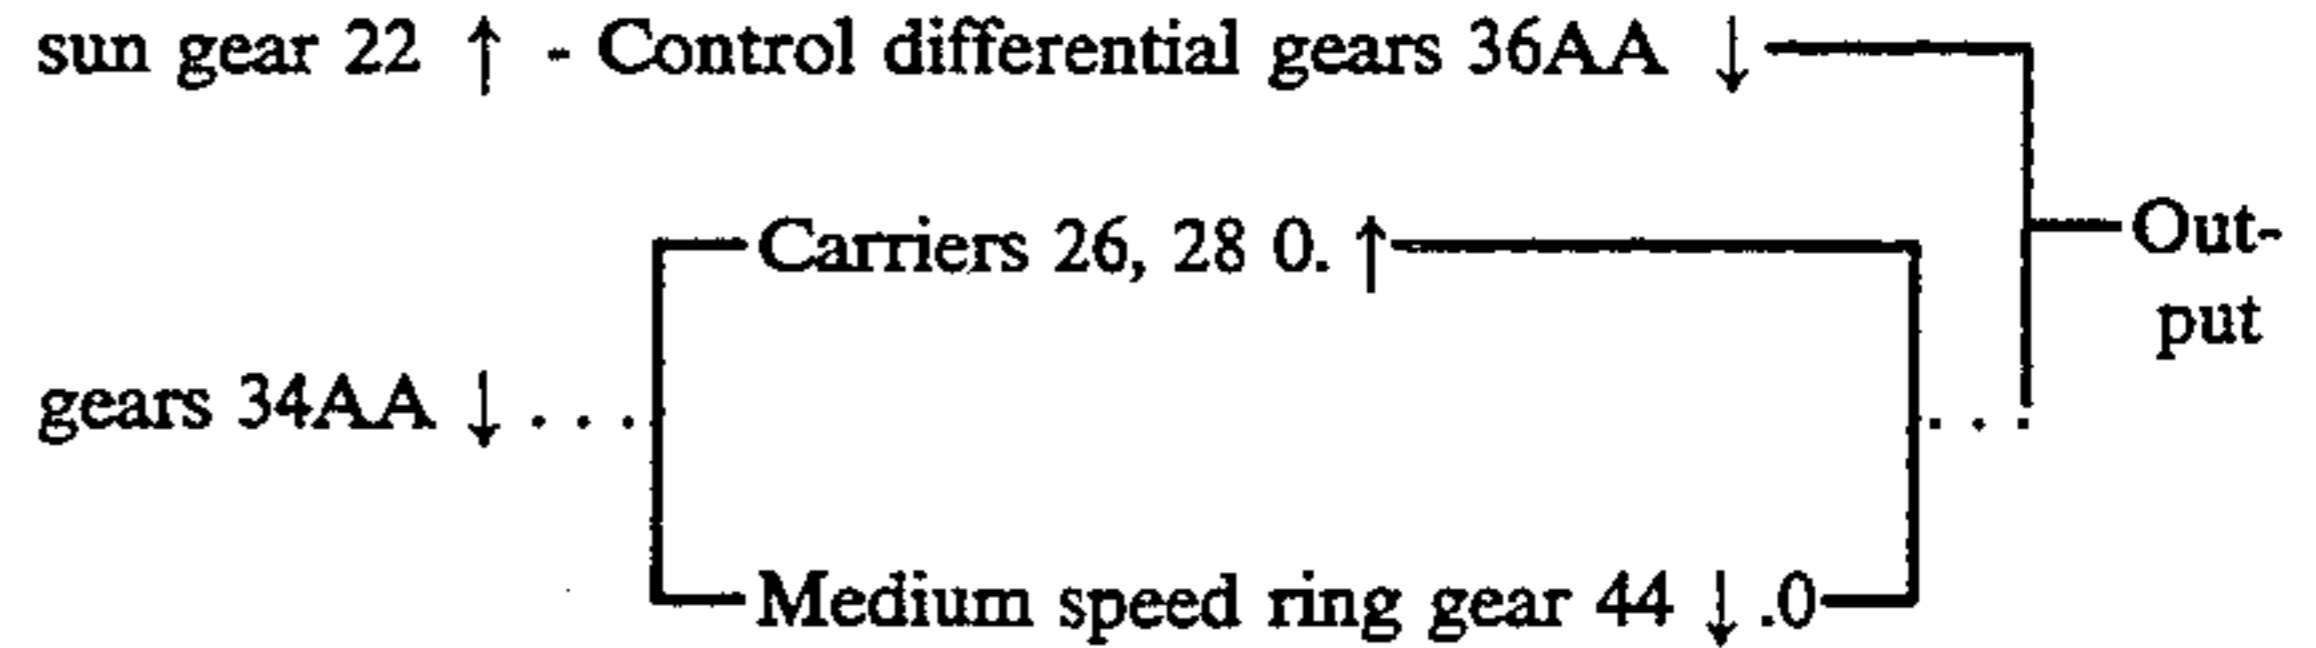 sun gear 22 ↑ - Control differential gears 36AA ↓
Carriers 26, 28 0. ↑
Out-
put
gears 34AA ↓ . . .
. . .
Medium speed ring gear 44 ↓ .0